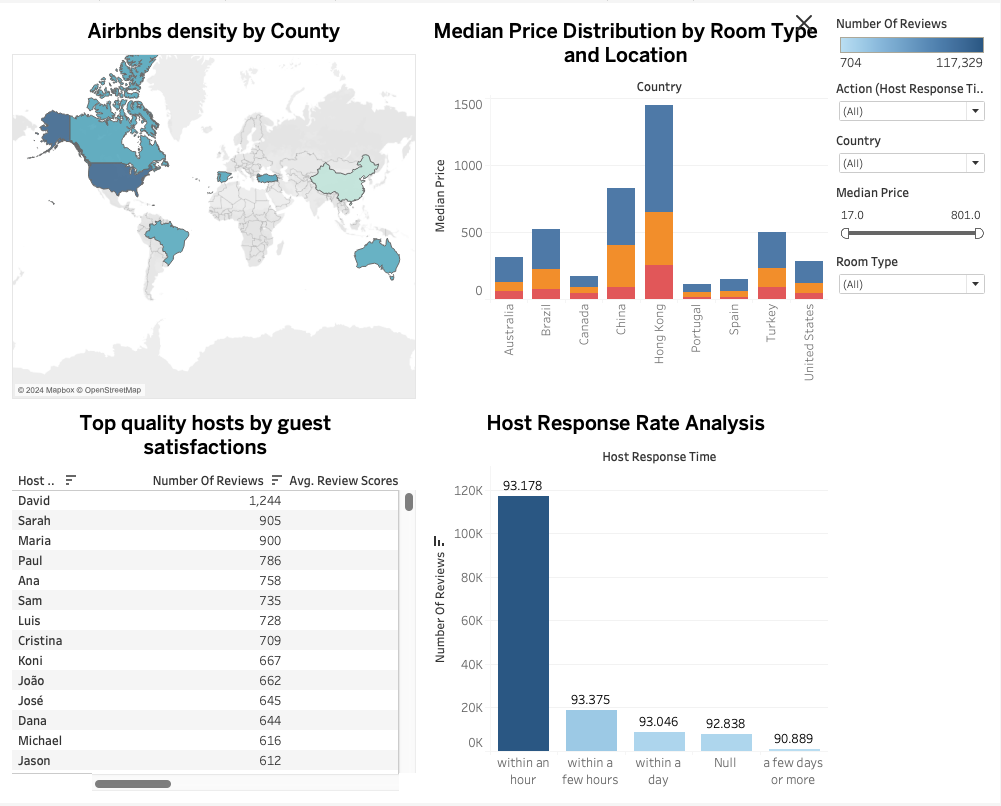 Airbnbs density by County
© 2024 Mapbox © OpenStreetMap
Median Price Distribution by Room Type
and Location
Country
Median Price
1500
1000
500
0
Australia
Brazil
Canada
China
Hong Kong
Portugal
Spain
Turkey
United States
Number Of Reviews
704 117,329
Action (Host Response Ti..
(All)
Country
(All)
Median Price
17.0 801.0
Room Type
(All)
Top quality hosts by guest
satisfactions
Host .. Number Of Reviews Avg. Review Scores
David 1,244
Sarah 905
Maria 900
Paul 786
Ana 758
Sam 735
Luis 728
Cristina 709
Koni 667
João 662
José 645
Dana 644
Michael 616
Jason 612
Host Response Rate Analysis
Host Response Time
Number Of Reviews
120K
100K
80K
60K
40K
20K
0K
93.178
93.375
93.046
92.838
90.889
within an
hour
within a
few hours
within a
day
Null
a few days
or more